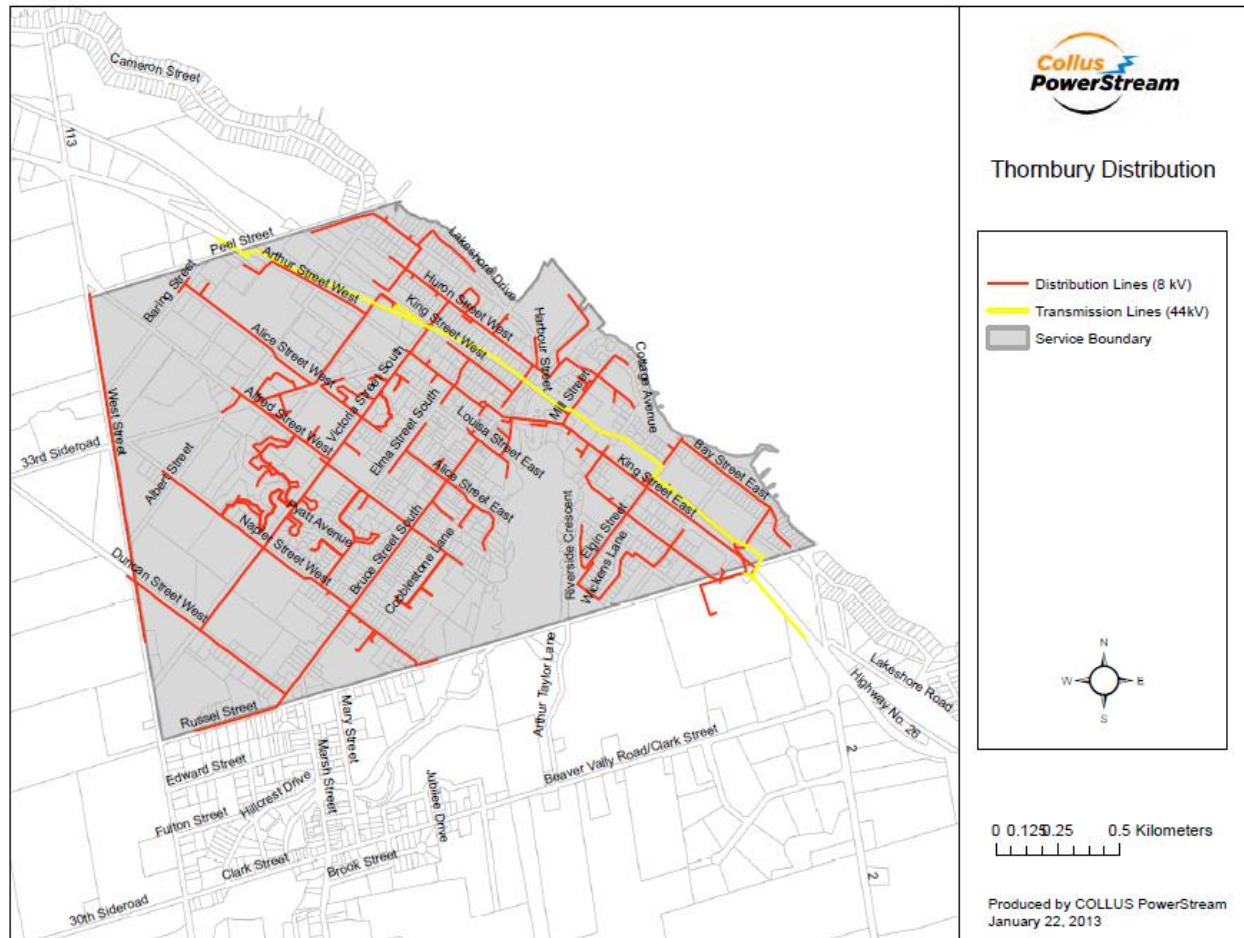 Cameron Street
113
Peel Street
Baring Street
Arthur Street West
Lakeshore Drive
Huron Street West
King Street West
Harbour Street
Alice Street West
Victoria Street South
Cottage Avenue
Mill Street
West Street
Alfred Street West
Elma Street South
Louisa Street East
Bay Street East
33rd Sideroad
Albert Street
Alice Street East
King Street East
Pyatt Avenue
Napier Street West
Bruce Street South
Riverside Crescent
Elgin Street
Wickens Lane
Duncan Street West
Cobblestone Lane
Arthur Taylor Lane
Lakeshore Road
Highway No. 26
Russel Street
Mary Street
Marsh Street
Edward Street
Hillcrest Drive
Fulton Street
Jubilee Drive
Beaver Vally Road/Clark Street
2
Clark Street
Brook Street
2
30th Sideroad
Collus
PowerStream
Thornbury Distribution
Distribution Lines (8 kV)
Transmission Lines (44kV)
Service Boundary
N
W E
S
0 0.125 0.25 0.5 Kilometers
Produced by COLLUS PowerStream
January 22, 2013